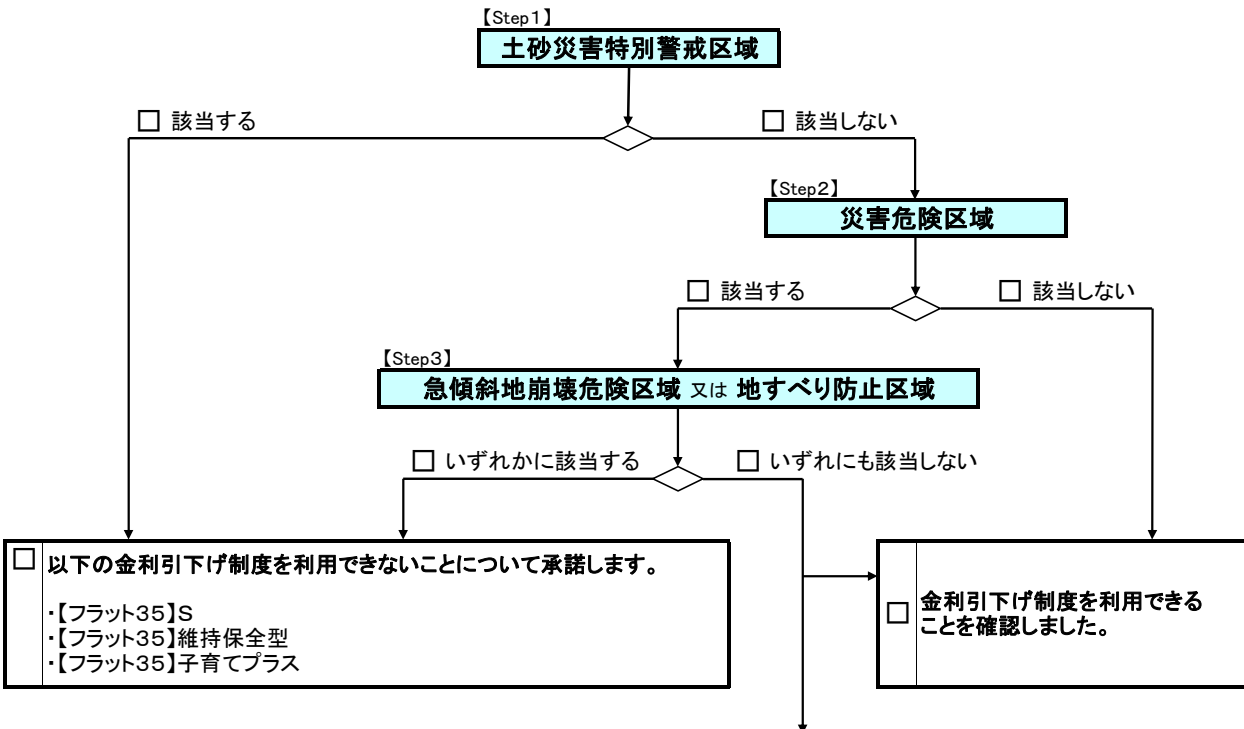 【Step1】
土砂災害特別警戒区域
□ 該当する
□ 該当しない
【Step2】
災害危険区域
□ 該当する
□ 該当しない
【Step3】
急傾斜地崩壊危険区域 又は 地すべり防止区域
□ いずれかに該当する
□ いずれにも該当しない
□ 以下の金利引下げ制度を利用できないことについて承諾します。
・【フラット35】S
・【フラット35】維持保全型
・【フラット35】子育てプラス
□ 金利引下げ制度を利用できる
ことを確認しました。